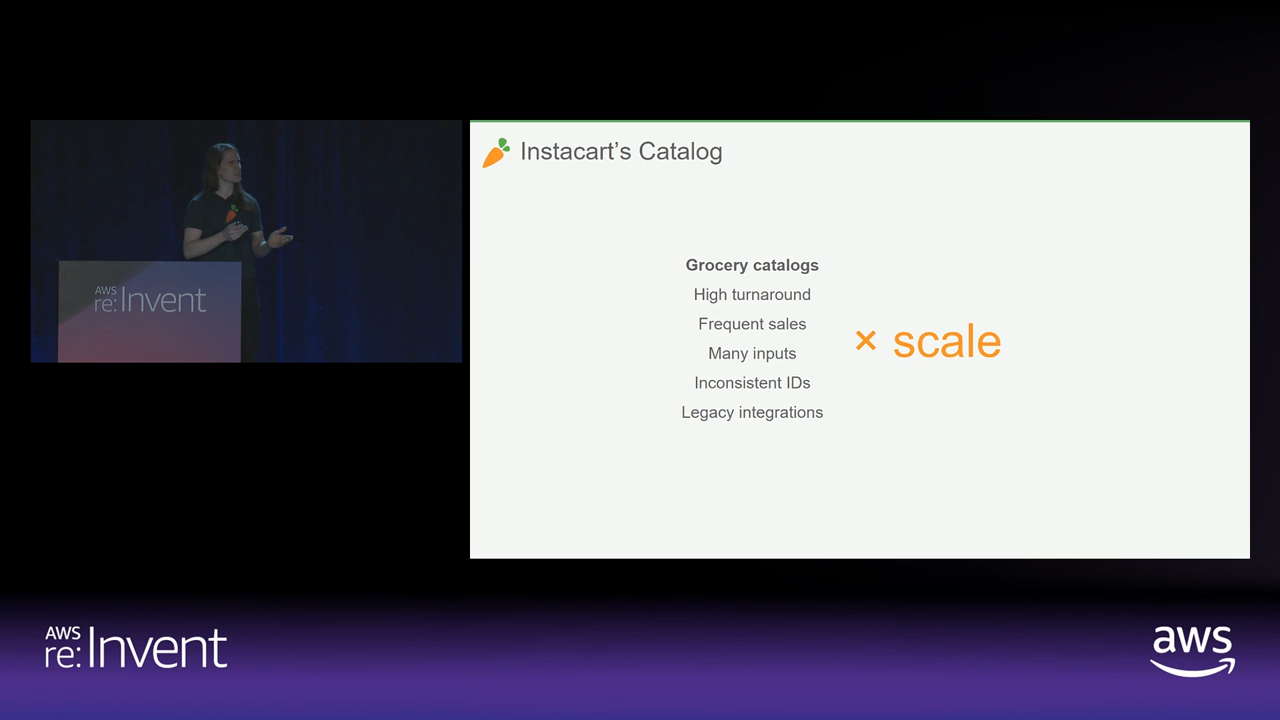 AWS
re:Invent
Instacart's Catalog
Grocery catalogs
High turnaround
Frequent sales
Many inputs
Inconsistent IDs
Legacy integrations
× scale
AWS
re:Invent
aws